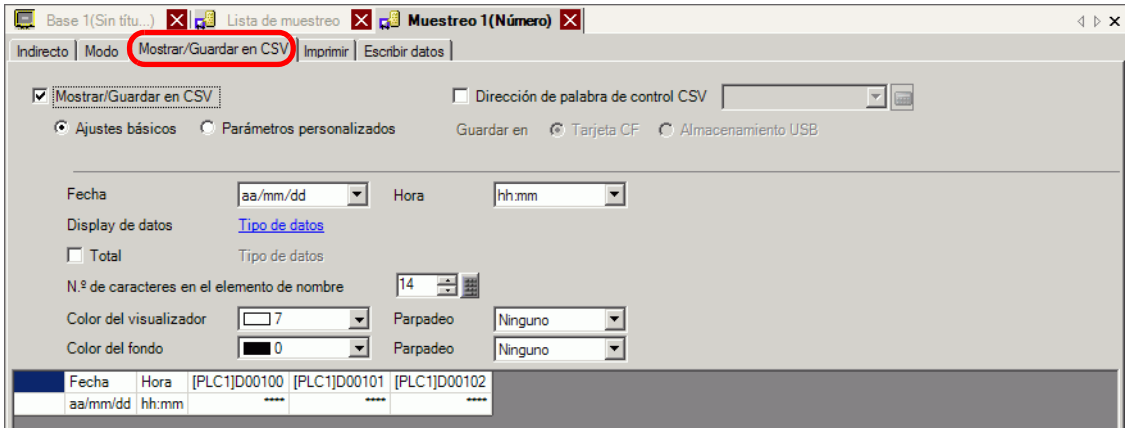 Base 1(Sin títu...) Lista de muestreo Muestreo 1(Número)
Indirecto Modo Mostrar/Guardar en CSV Imprimir Escribir datos
Mostrar/Guardar en CSV Dirección de palabra de control CSV
Ajustes básicos Parámetros personalizados Guardar en Tarjeta CF Almacenamiento USB
Fecha aa/mm/dd Hora hh:mm
Display de datos Tipo de datos
Total Tipo de datos
N.º de caracteres en el elemento de nombre 14
Color del visualizador 7 Parpadeo Ninguno
Color del fondo 0 Parpadeo Ninguno
Fecha Hora [PLC1]D00100 [PLC1]D00101 [PLC1]D00102
aa/mm/dd hh:mm **** **** ****